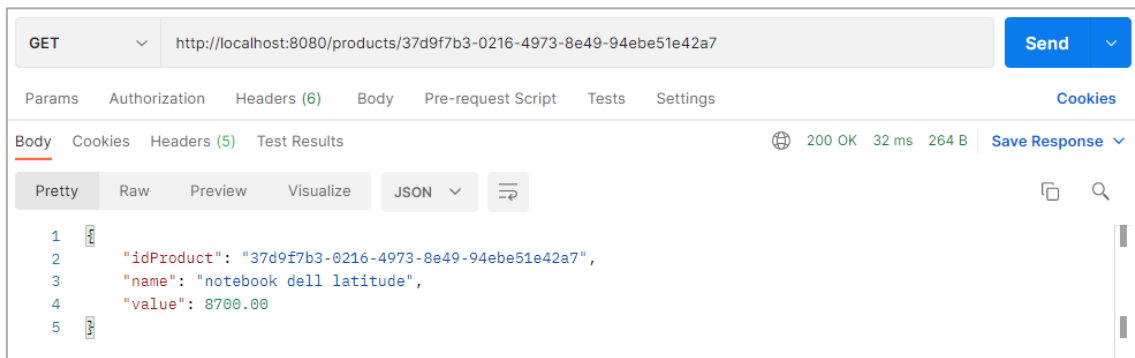 GET http://localhost:8080/products/37d9f7b3-0216-4973-8e49-94ebe51e42a7 Send
Params Authorization Headers (6) Body Pre-request Script Tests Settings Cookies
Body Cookies Headers (5) Test Results 200 OK 32 ms 264 B Save Response
Pretty Raw Preview Visualize JSON
1 {
2 "idProduct": "37d9f7b3-0216-4973-8e49-94ebe51e42a7",
3 "name": "notebook dell latitude",
4 "value": 8700.00
5 }